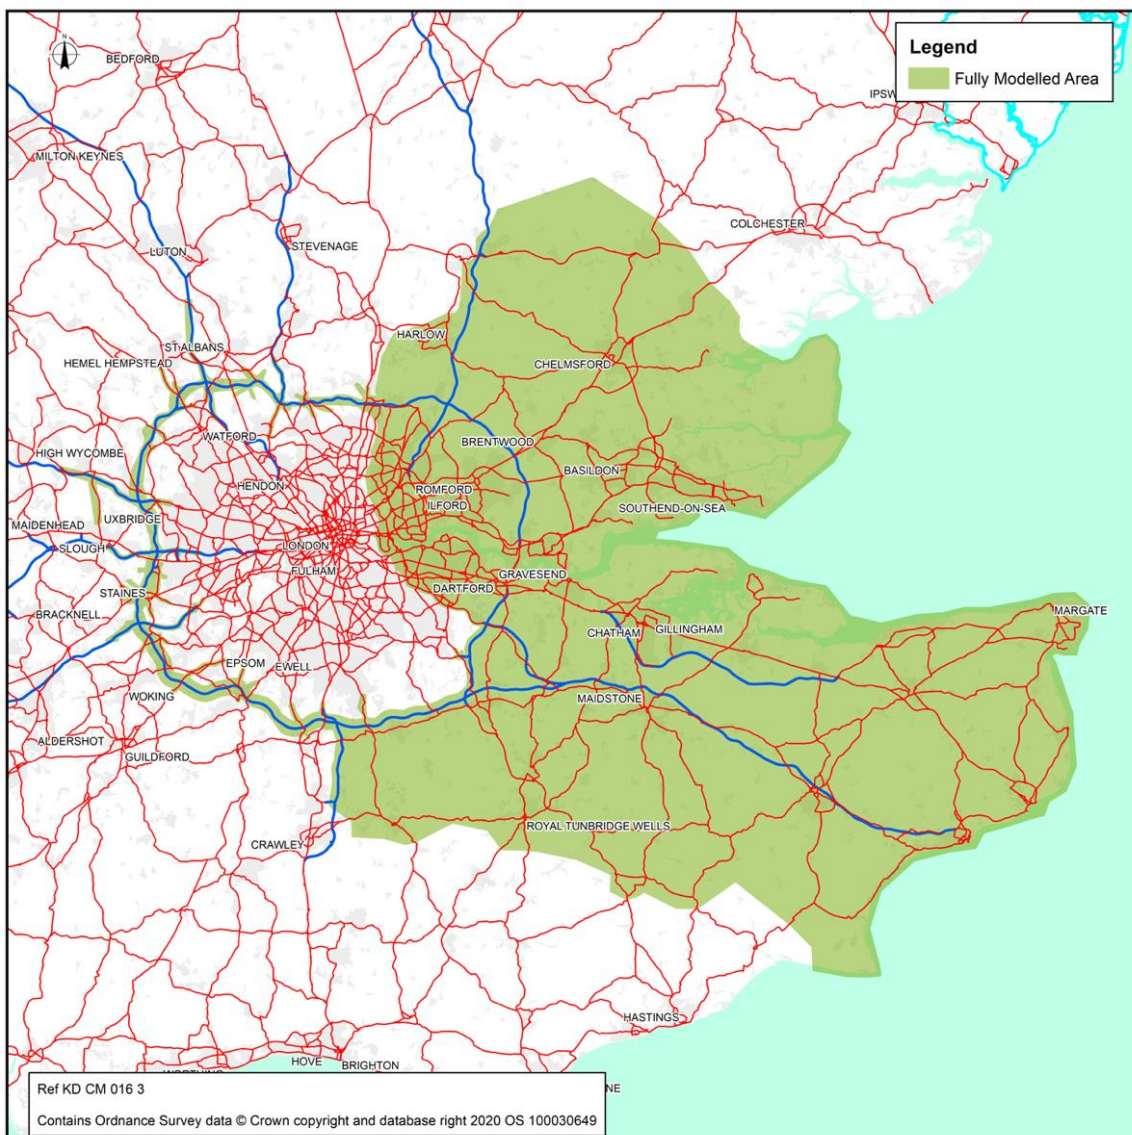 N
BEDFORD
Legend
Fully Modelled Area
IPSW
MILTON KEYNES
COLCHESTER
STEVENAGE
LUTON
HARLOW
ST ALBANS
HEMEL HEMPSTEAD
CHELMSFORD
WATFORD
BRENTWOOD
HIGH WYCOMBE
BASILDON
HENDON
ROMFORD
ILFORD
SOUTHEND-ON-SEA
UXBRIDGE
MAIDENHEAD
SLOUGH
LONDON
FULHAM
GRAVESEND
DARTFORD
STAINES
BRACKNELL
MARGATE
GILLINGHAM
CHATHAM
EPSOM
EWELL
WOKING
MAIDSTONE
ALDERSHOT
GUILDFORD
ROYAL TUNBRIDGE WELLS
CRAWLEY
HASTINGS
HOVE
BRIGHTON
NE
Ref KD CM 016 3
Contains Ordnance Survey data © Crown copyright and database right 2020 OS 100030649